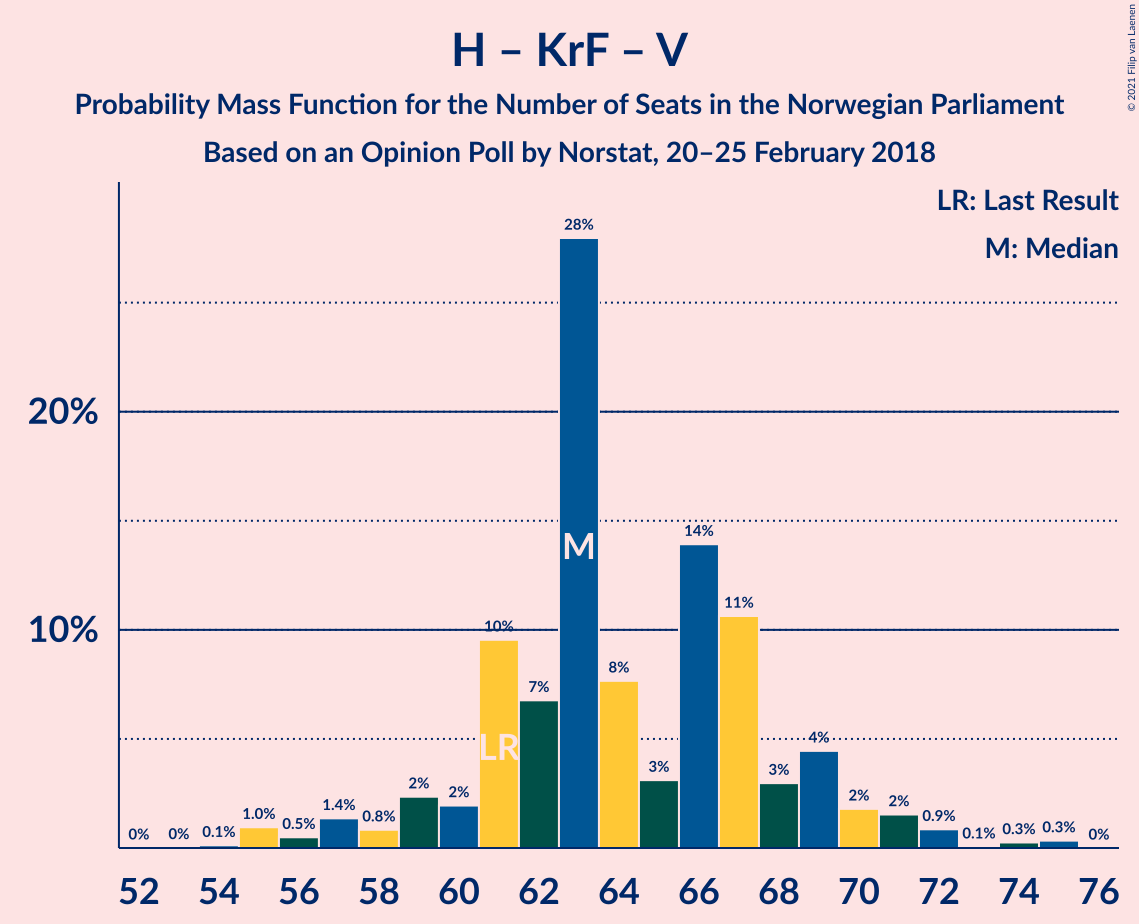 H – KrF – V
Probability Mass Function for the Number of Seats in the Norwegian Parliament
Based on an Opinion Poll by Norstat, 20–25 February 2018
© 2021 Filip van Laenen
LR: Last Result
M: Median
20%
10%
0% 0% 0.1% 1.0% 0.5% 1.4% 0.8% 2% 2% 10% 7% 28% 8% 3% 14% 11% 3% 4% 2% 2% 0.9% 0.1% 0.3% 0.3% 0%
LR
M
52 54 56 58 60 62 64 66 68 70 72 74 76